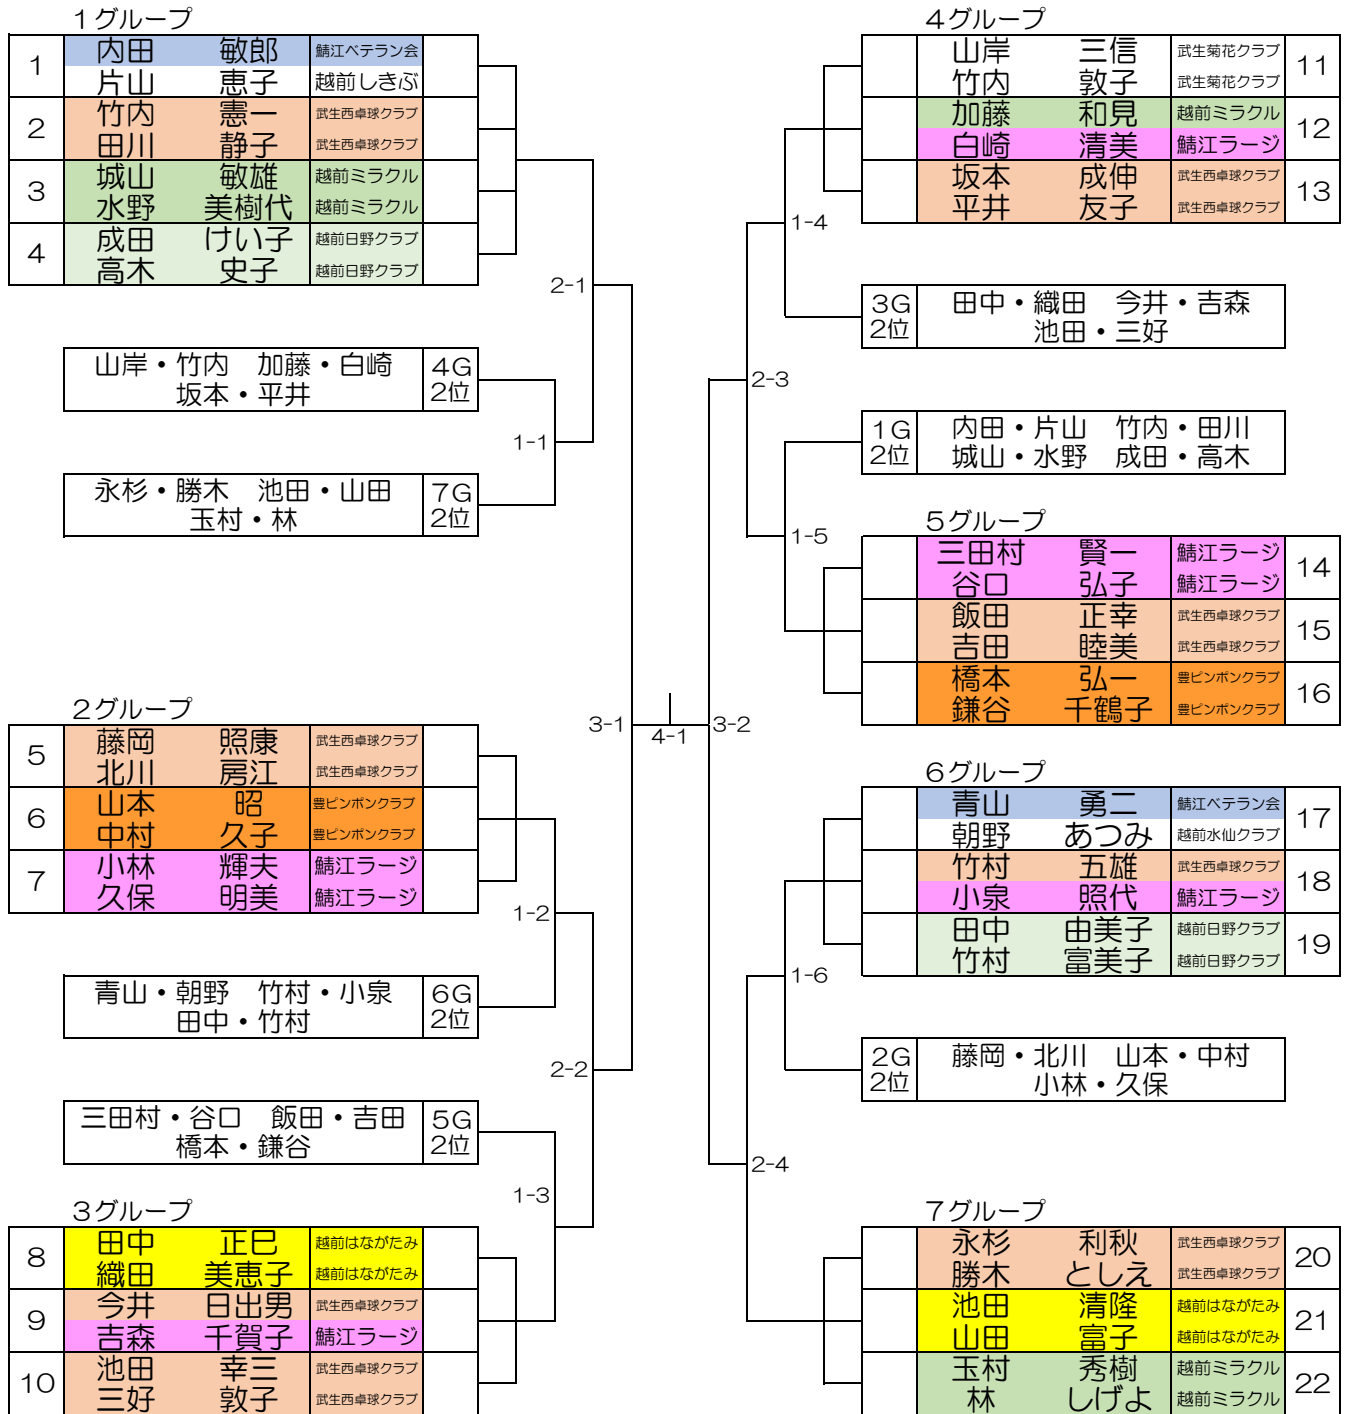 １グループ
1
内田 敏郎 鯖江ベテラン会
片山 恵子 越前しきぶ
2
竹内 憲一 武生西卓球クラブ
田川 静子 武生西卓球クラブ
3
城山 敏雄 越前ミラクル
水野 美樹代 越前ミラクル
4
成田 けい子 越前日野クラブ
高木 史子 越前日野クラブ
2-1
山岸・竹内 加藤・白崎
坂本・平井
4G
2位
1-1
永杉・勝木 池田・山田
玉村・林
7G
2位
２グループ
5
藤岡 照康 武生西卓球クラブ
北川 房江 武生西卓球クラブ
6
山本 昭 豊ピンポンクラブ
中村 久子 豊ピンポンクラブ
7
小林 輝夫 鯖江ラージ
久保 明美 鯖江ラージ
1-2
青山・朝野 竹村・小泉
田中・竹村
6G
2位
2-2
三田村・谷口 飯田・吉田
橋本・鎌谷
5G
2位
1-3
３グループ
8
田中 正巳 越前はながたみ
織田 美恵子 越前はながたみ
9
今井 日出男 武生西卓球クラブ
吉森 千賀子 鯖江ラージ
10
池田 幸三 武生西卓球クラブ
三好 敦子 武生西卓球クラブ
3-1
4-1
3-2
４グループ
山岸 三信 武生菊花クラブ
竹内 敦子 武生菊花クラブ
11
加藤 和見 越前ミラクル
白崎 清美 鯖江ラージ
12
坂本 成伸 武生西卓球クラブ
平井 友子 武生西卓球クラブ
13
1-4
3G
2位
田中・織田 今井・吉森
池田・三好
2-3
1G
2位
内田・片山 竹内・田川
城山・水野 成田・高木
1-5
５グループ
三田村 賢一 鯖江ラージ
谷口 弘子 鯖江ラージ
14
飯田 正幸 武生西卓球クラブ
吉田 睦美 武生西卓球クラブ
15
橋本 弘一 豊ピンポンクラブ
鎌谷 千鶴子 豊ピンポンクラブ
16
６グループ
青山 勇二 鯖江ベテラン会
朝野 あつみ 越前水仙クラブ
17
竹村 五雄 武生西卓球クラブ
小泉 照代 鯖江ラージ
18
田中 由美子 越前日野クラブ
竹村 富美子 越前日野クラブ
19
1-6
2G
2位
藤岡・北川 山本・中村
小林・久保
2-4
７グループ
永杉 利秋 武生西卓球クラブ
勝木 としえ 武生西卓球クラブ
20
池田 清隆 越前はながたみ
山田 富子 越前はながたみ
21
玉村 秀樹 越前ミラクル
林 しげよ 越前ミラクル
22